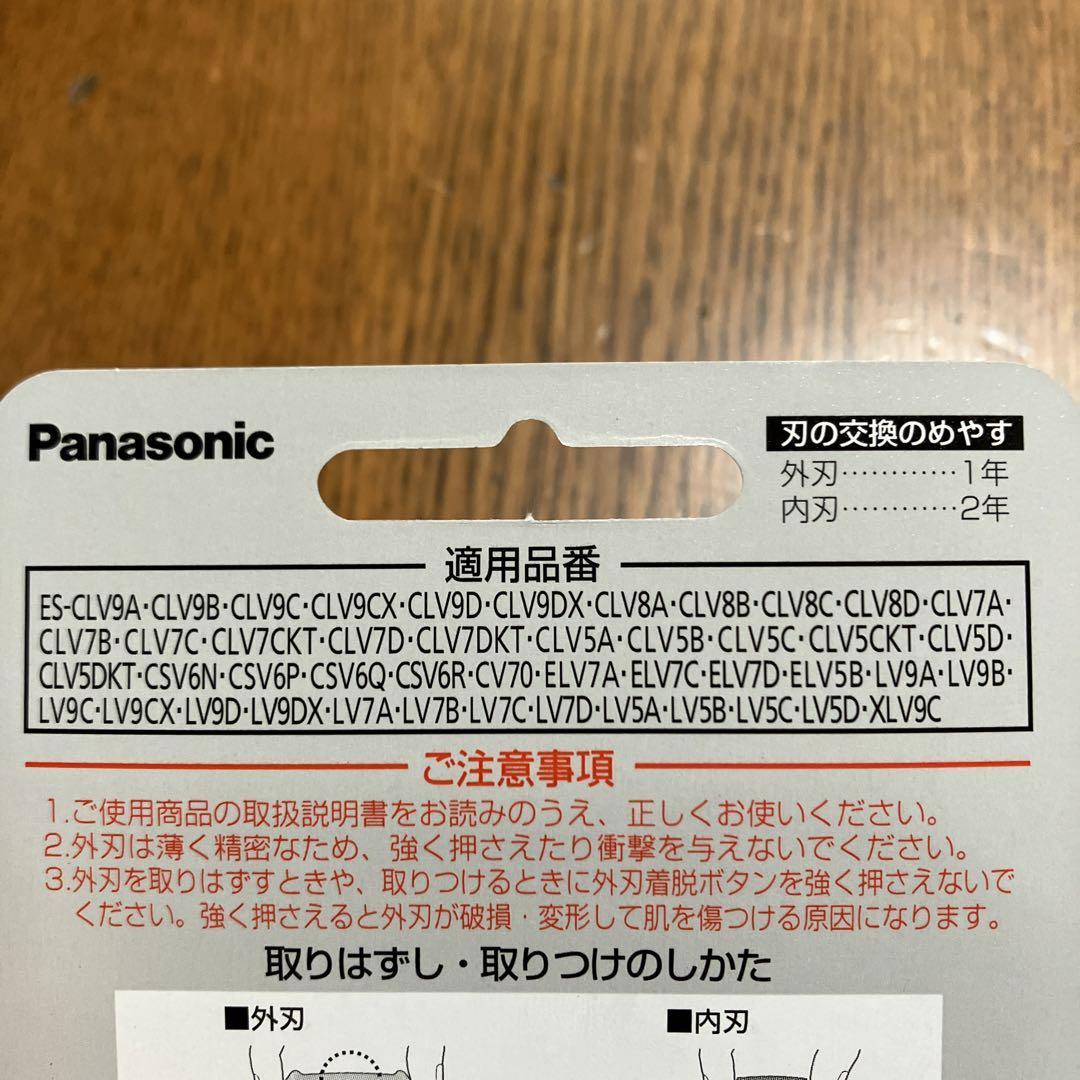 Panasonic
刃の交換のめやす
外刃…………1年
内刃…………2年
適用品番
ES-CLV9A・CLV9B・CLV9C・CLV9CX・CLV9D・CLV9DX・CLV8A・CLV8B・CLV8C・CLV8D・CLV7A・
CLV7B・CLV7C・CLV7CKT・CLV7D・CLV7DKT・CLV5A・CLV5B・CLV5C・CLV5CKT・CLV5D・
CLV5DKT・CSV6N・CSV6P・CSV6Q・CSV6R・CV70・ELV7A・ELV7C・ELV7D・ELV5B・LV9A・LV9B・
LV9C・LV9CX・LV9D・LV9DX・LV7A・LV7B・LV7C・LV7D・LV5A・LV5B・LV5C・LV5D・XLV9C
ご注意事項
1.ご使用商品の取扱説明書をお読みのうえ、正しくお使いください。
2.外刃は薄く精密なため、強く押さえたり衝撃を与えないでください。
3.外刃を取りはずすときや、取りつけるときに外刃着脱ボタンを強く押さえないで
ください。強く押さえると外刃が破損・変形して肌を傷つける原因になります。
取りはずし・取りつけのしかた
■外刃
■内刃